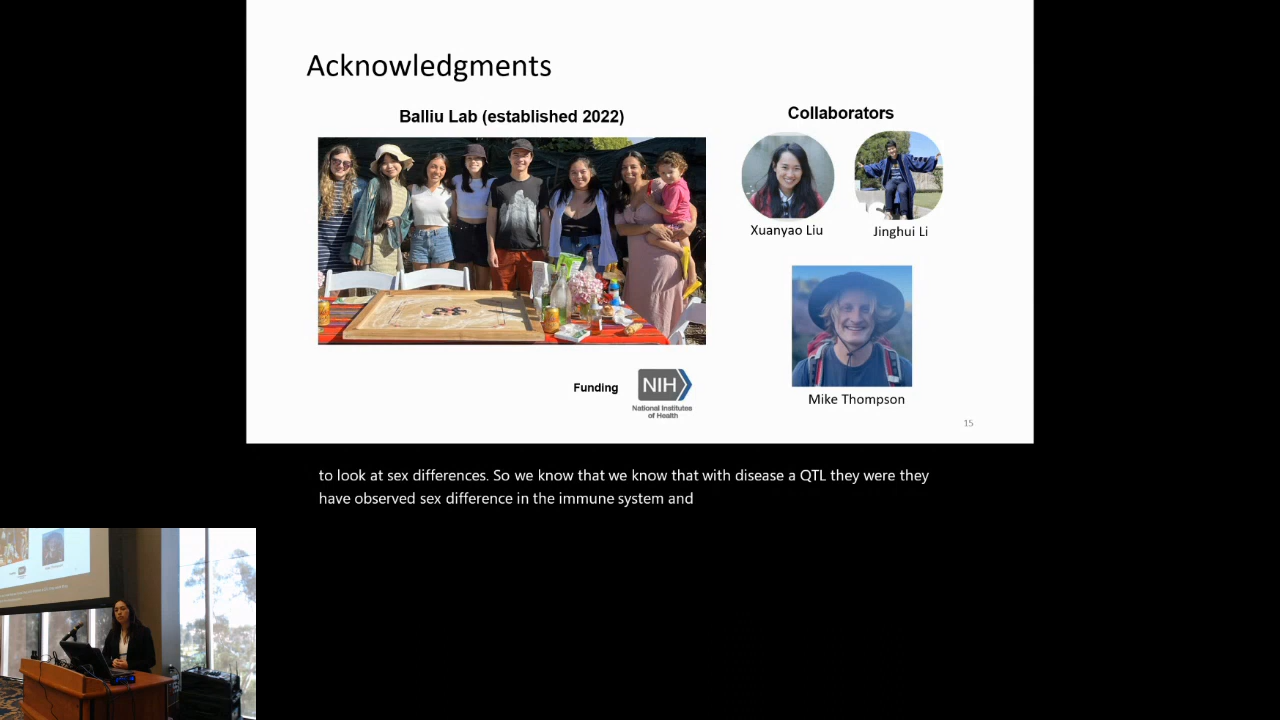 Acknowledgments
Balliu Lab (established 2022)
Collaborators
Xuanyao Liu
Jinghui Li
Mike Thompson
Funding
NIH
National Institutes
of Health
15
to look at sex differences. So we know that we know that with disease a QTL they were they
have observed sex difference in the immune system and